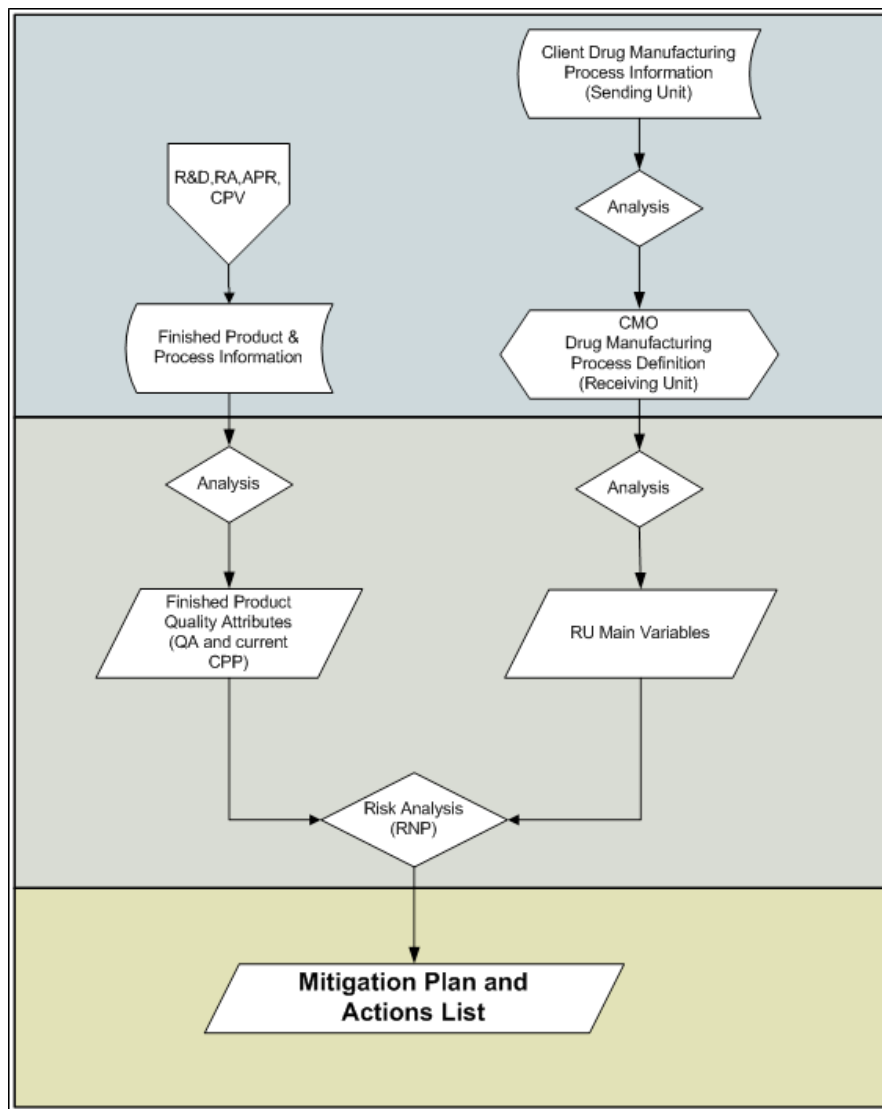 Client Drug Manufacturing
Process Information
(Sending Unit)
R&D,RA,APR,
CPV
Analysis
Finished Product &
Process Information
CMO
Drug Manufacturing
Process Definition
(Receiving Unit)
Analysis
Analysis
Finished Product
Quality Attributes
(QA and current
CPP)
RU Main Variables
Risk Analysis
(RNP)
Mitigation Plan and
Actions List